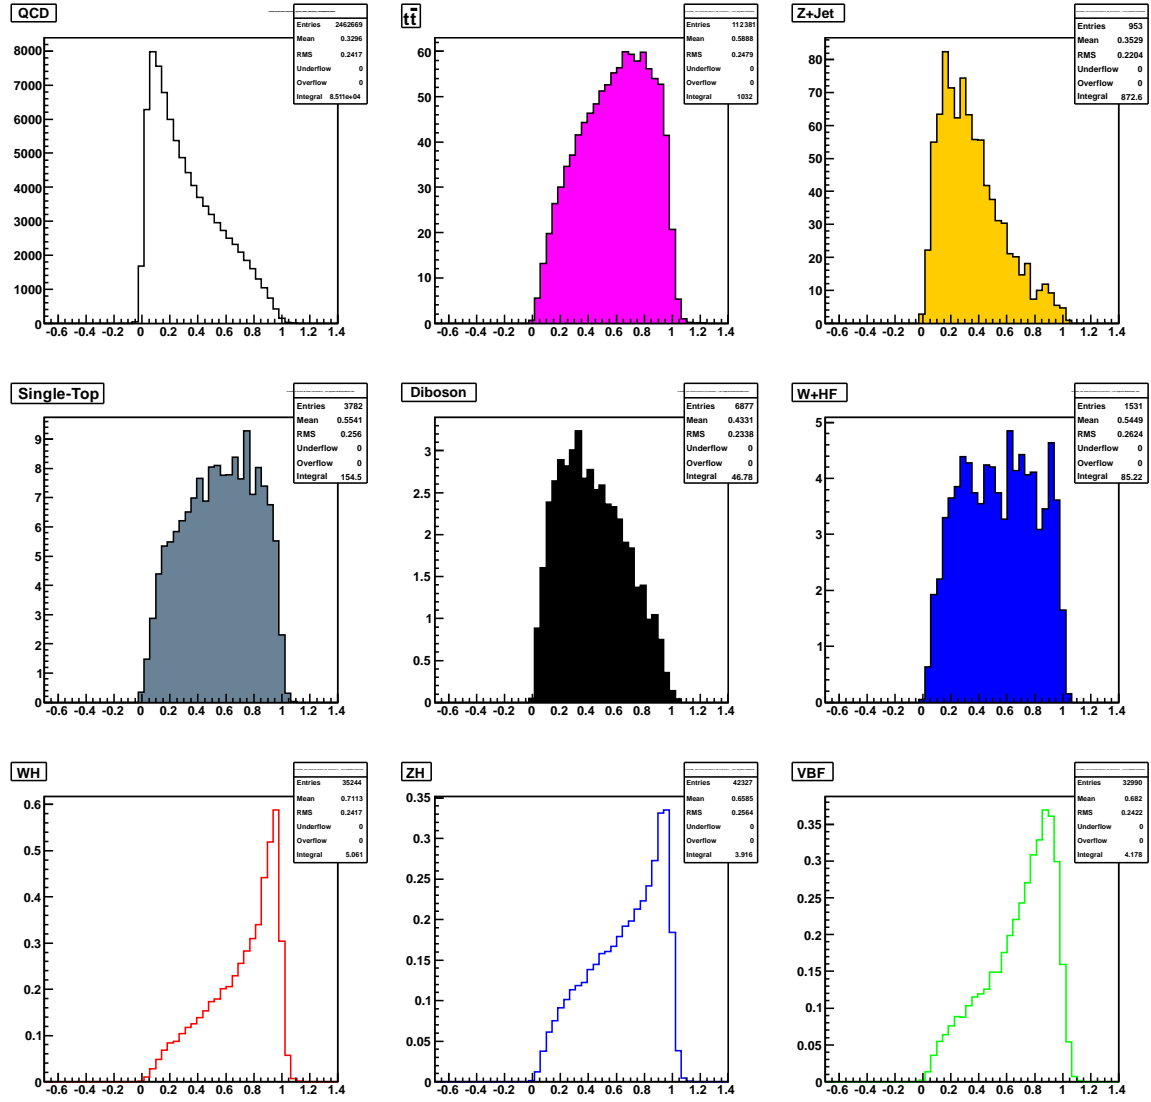 QCD
Entries 2462669
Mean 0.3296
RMS 0.2417
Underflow 0
Overflow 0
Integral 8.511e+04
8000
7000
6000
5000
4000
3000
2000
1000
0
-0.6 -0.4 -0.2 0 0.2 0.4 0.6 0.8 1 1.2 1.4
tt̄
Entries 112381
Mean 0.5888
RMS 0.2479
Underflow 0
Overflow 0
Integral 1032
60
50
40
30
20
10
0
-0.6 -0.4 -0.2 0 0.2 0.4 0.6 0.8 1 1.2 1.4
Z+Jet
Entries 953
Mean 0.3529
RMS 0.2204
Underflow 0
Overflow 0
Integral 872.6
80
70
60
50
40
30
20
10
0
-0.6 -0.4 -0.2 0 0.2 0.4 0.6 0.8 1 1.2 1.4
Single-Top
Entries 3782
Mean 0.5541
RMS 0.256
Underflow 0
Overflow 0
Integral 154.5
9
8
7
6
5
4
3
2
1
0
-0.6 -0.4 -0.2 0 0.2 0.4 0.6 0.8 1 1.2 1.4
Diboson
Entries 6877
Mean 0.4331
RMS 0.2338
Underflow 0
Overflow 0
Integral 46.78
3
2.5
2
1.5
1
0.5
0
-0.6 -0.4 -0.2 0 0.2 0.4 0.6 0.8 1 1.2 1.4
W+HF
Entries 1531
Mean 0.5449
RMS 0.2624
Underflow 0
Overflow 0
Integral 85.22
5
4
3
2
1
0
-0.6 -0.4 -0.2 0 0.2 0.4 0.6 0.8 1 1.2 1.4
WH
Entries 35244
Mean 0.7113
RMS 0.2417
Underflow 0
Overflow 0
Integral 5.061
0.6
0.5
0.4
0.3
0.2
0.1
0
-0.6 -0.4 -0.2 0 0.2 0.4 0.6 0.8 1 1.2 1.4
ZH
Entries 42327
Mean 0.6585
RMS 0.2564
Underflow 0
Overflow 0
Integral 3.916
0.35
0.3
0.25
0.2
0.15
0.1
0.05
0
-0.6 -0.4 -0.2 0 0.2 0.4 0.6 0.8 1 1.2 1.4
VBF
Entries 32990
Mean 0.682
RMS 0.2422
Underflow 0
Overflow 0
Integral 4.178
0.35
0.3
0.25
0.2
0.15
0.1
0.05
0
-0.6 -0.4 -0.2 0 0.2 0.4 0.6 0.8 1 1.2 1.4